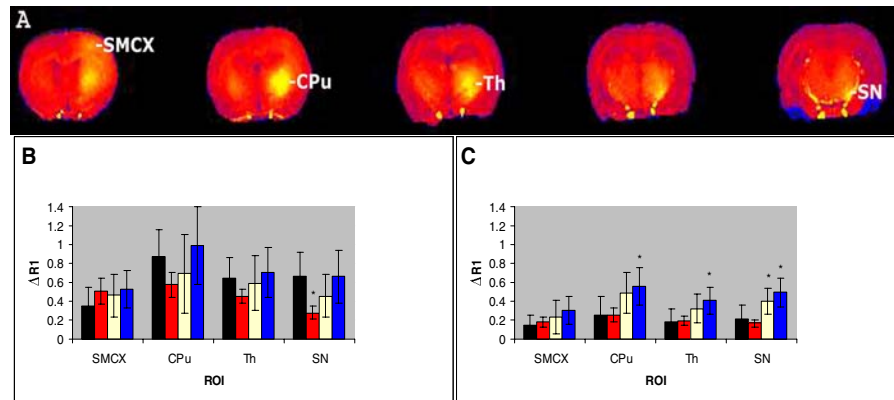 A
-SMCX
-CPu
-Th
-SN
B
1.4
1.2
1
0.8
0.6
0.4
0.2
0
Δ R1
*
SMCX CPu Th SN
ROI
C
1.4
1.2
1
0.8
0.6
0.4
0.2
0
Δ R1
* * * *
SMCX CPu Th SN
ROI